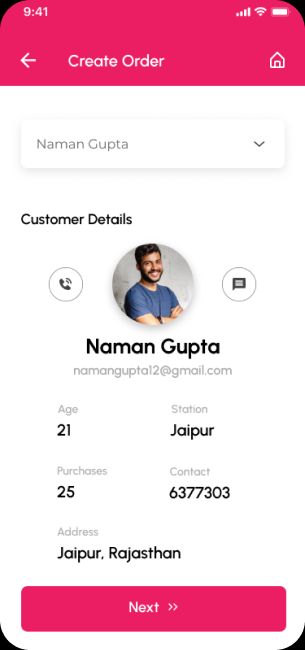 9:41
Create Order
Naman Gupta
Customer Details
Naman Gupta
namangupta12@gmail.com
Age
Station
21
Jaipur
Purchases
Contact
25
6377303
Address
Jaipur, Rajasthan
Next